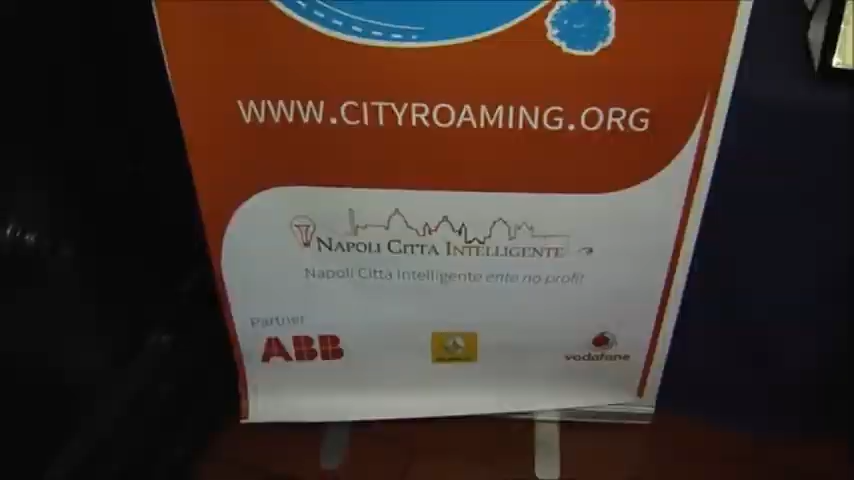 WWW.CITYROAMING.ORG
NAPOLI CITTÀ INTELLIGENTE
Napoli Città Intelligente ente no profit
Partner
ABB
vodafone